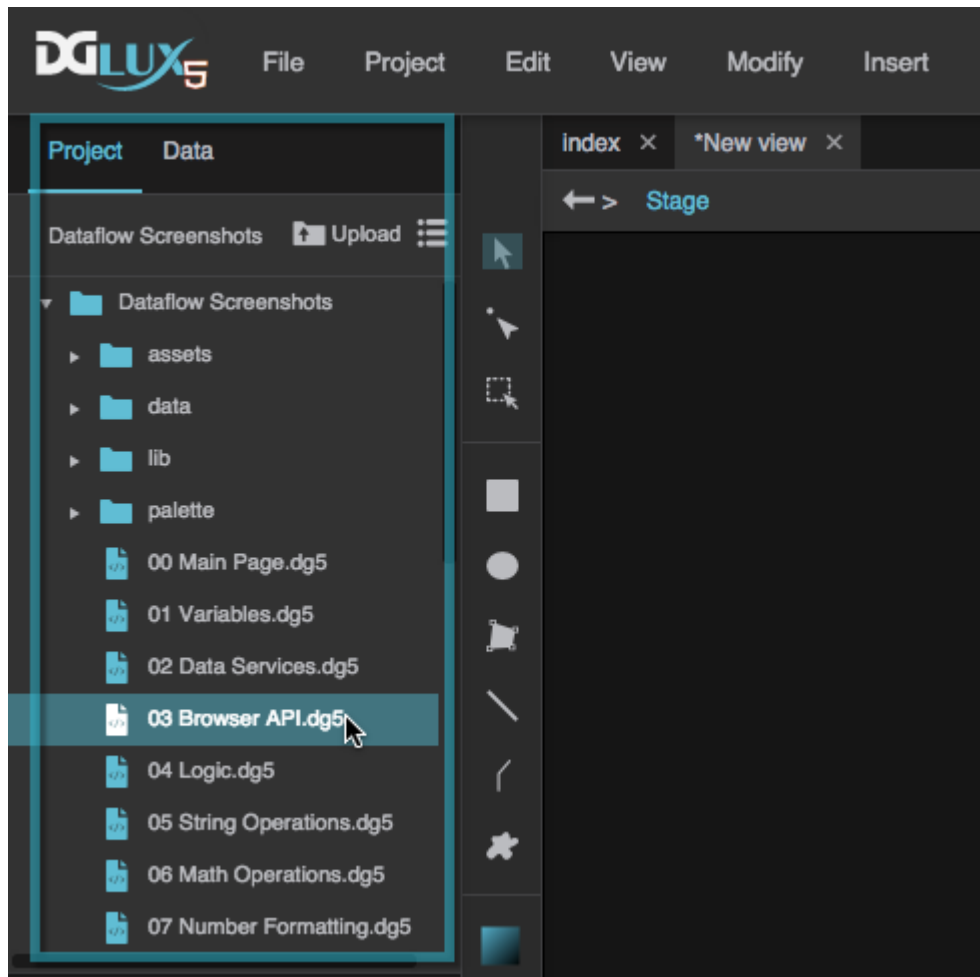 DGLUX5 File Project Edit View Modify Insert
Project Data
index × *New view ×
> Stage
Dataflow Screenshots Upload
Dataflow Screenshots
assets
data
lib
palette
00 Main Page.dg5
01 Variables.dg5
02 Data Services.dg5
03 Browser API.dg5
04 Logic.dg5
05 String Operations.dg5
06 Math Operations.dg5
07 Number Formatting.dg5